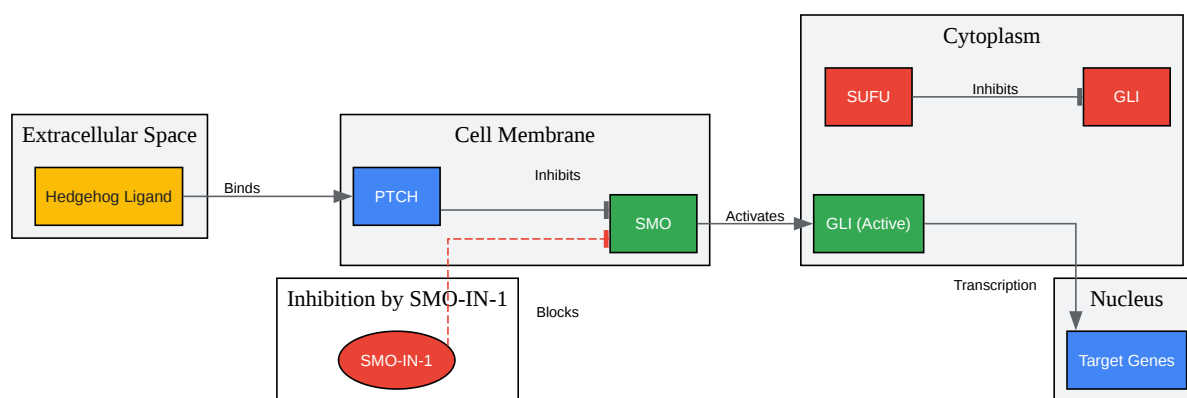 Cytoplasm
SUFU
Inhibits
GLI
Extracellular Space
Hedgehog Ligand
Binds
Cell Membrane
PTCH
Inhibits
SMO
Activates
GLI (Active)
Transcription
Inhibition by SMO-IN-1
Blocks
SMO-IN-1
Nucleus
Target Genes